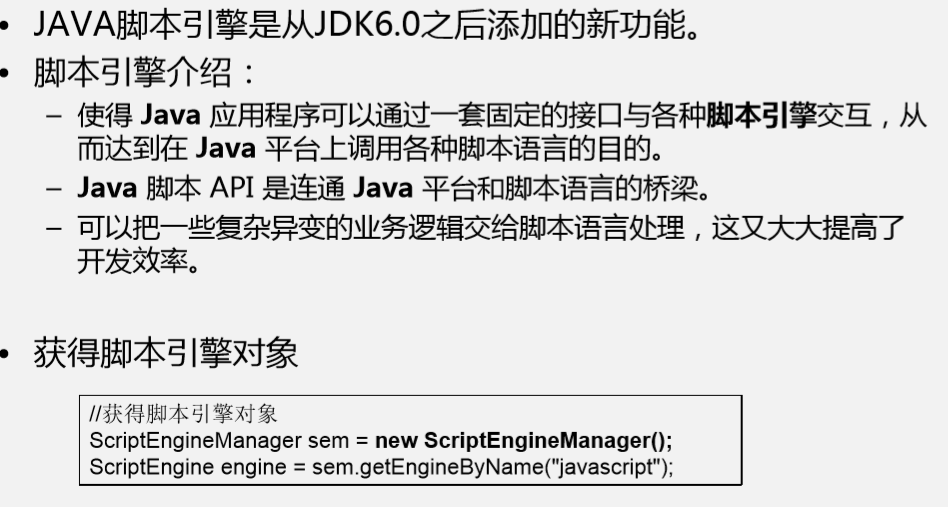 • JAVA脚本引擎是从JDK6.0之后添加的新功能。
• 脚本引擎介绍：
– 使得 Java 应用程序可以通过一套固定的接口与各种脚本引擎交互，从
而达到在 Java 平台上调用各种脚本语言的目的。
– Java 脚本 API 是连通 Java 平台和脚本语言的桥梁。
– 可以把一些复杂异变的业务逻辑交给脚本语言处理，这又大大提高了
开发效率。
• 获得脚本引擎对象
//获得脚本引擎对象
ScriptEngineManager sem = new ScriptEngineManager();
ScriptEngine engine = sem.getEngineByName("javascript");